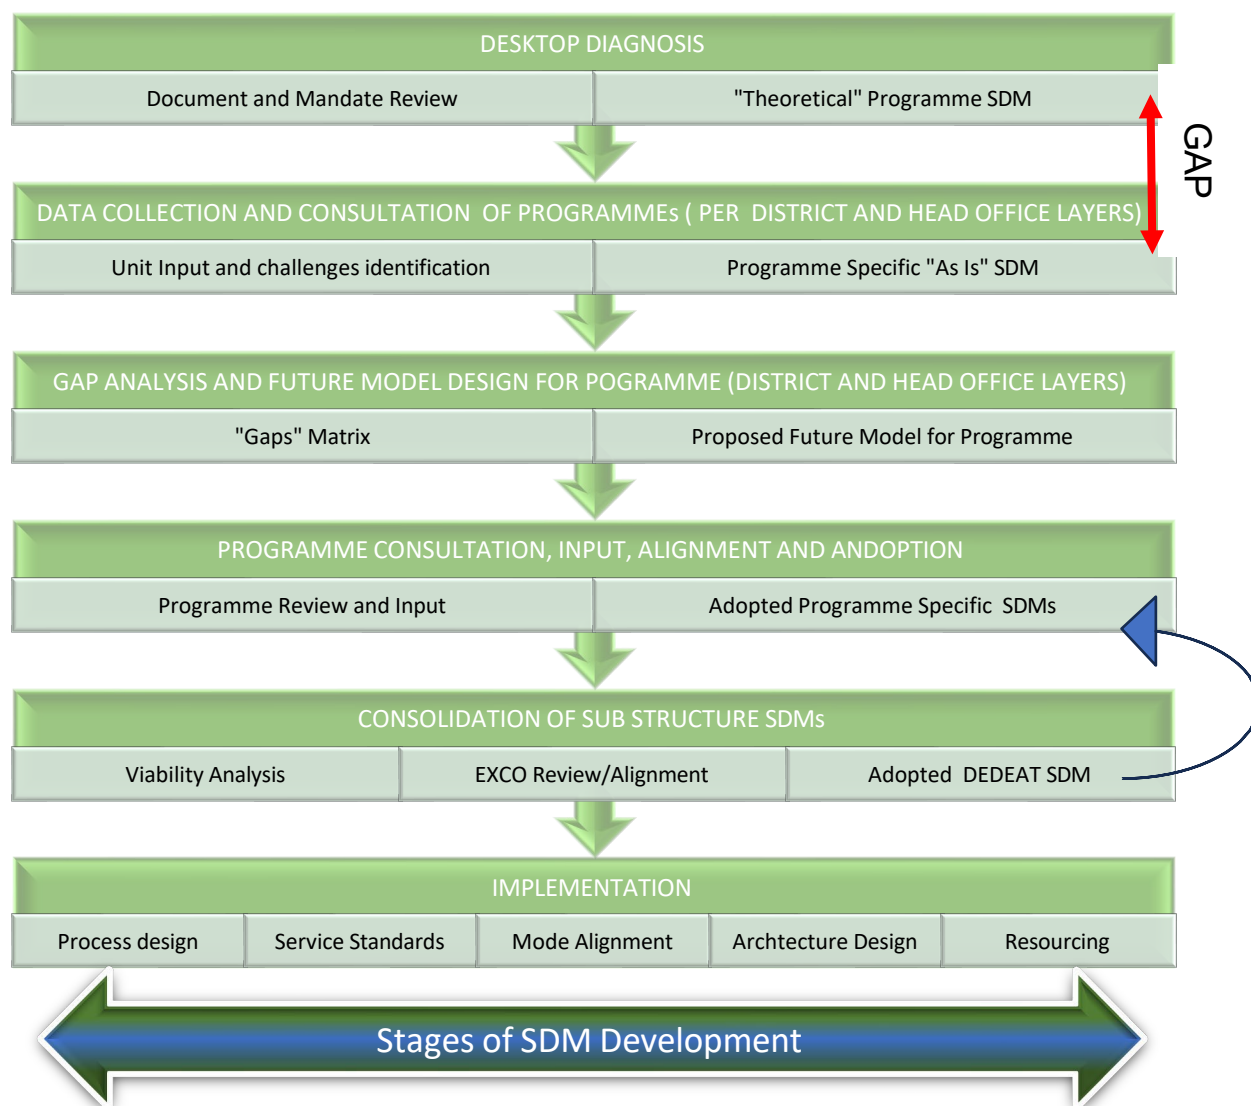 DESKTOP DIAGNOSIS
Document and Mandate Review
"Theoretical" Programme SDM
GAP
DATA COLLECTION AND CONSULTATION OF PROGRAMMEs ( PER DISTRICT AND HEAD OFFICE LAYERS)
Unit Input and challenges identification
Programme Specific "As Is" SDM
GAP ANALYSIS AND FUTURE MODEL DESIGN FOR POGRAMME (DISTRICT AND HEAD OFFICE LAYERS)
"Gaps" Matrix
Proposed Future Model for Programme
PROGRAMME CONSULTATION, INPUT, ALIGNMENT AND ANDOPTION
Programme Review and Input
Adopted Programme Specific SDMs
CONSOLIDATION OF SUB STRUCTURE SDMs
Viability Analysis
EXCO Review/Alignment
Adopted DEDEAT SDM
IMPLEMENTATION
Process design
Service Standards
Mode Alignment
Archtecture Design
Resourcing
Stages of SDM Development